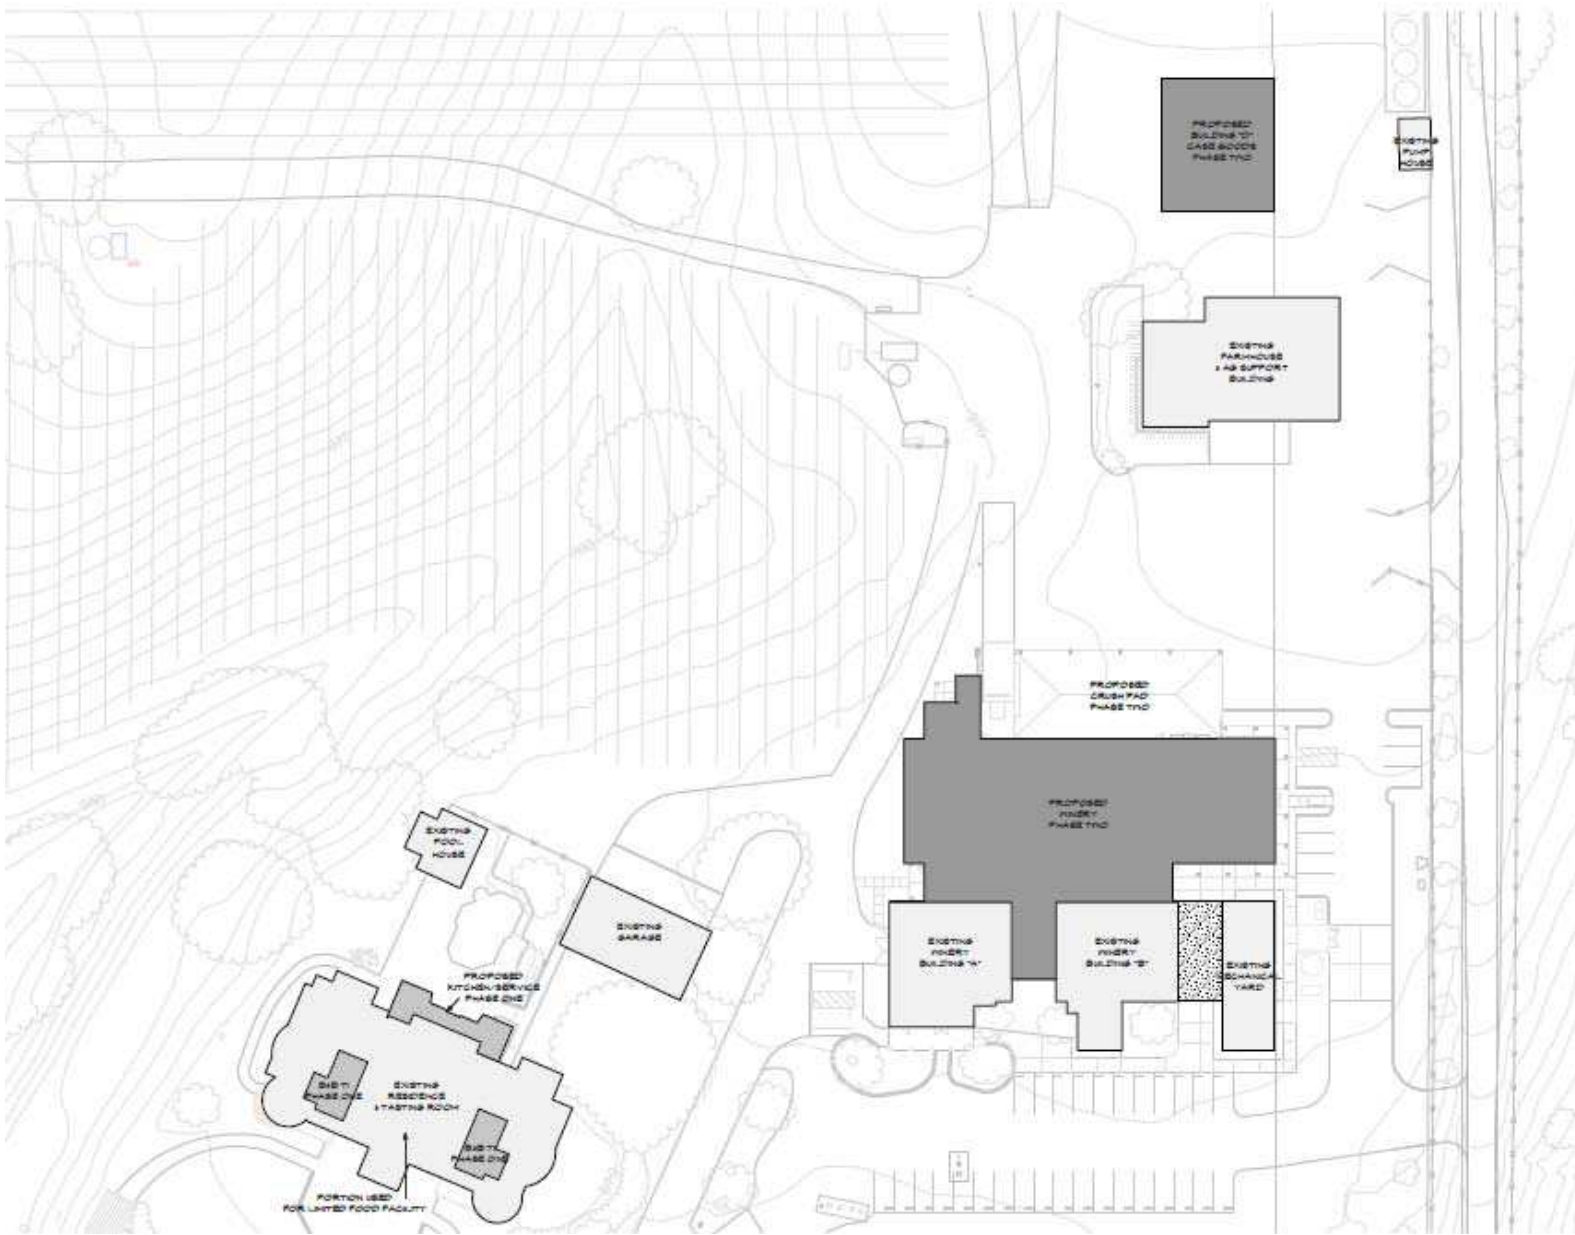 PROPOSED
BUILDING "D"
CASE GOODS
PHASE TWO
EXISTING
PUMP
HOUSE
EXISTING
FARMHOUSE
& AG SUPPORT
BUILDING
PROPOSED
CRUSH PAD
PHASE TWO
PROPOSED
WINERY
PHASE TWO
EXISTING
POOL
HOUSE
EXISTING
GARAGE
EXISTING
WINERY
BUILDING "A"
EXISTING
WINERY
BUILDING "B"
EXISTING
MECHANICAL
YARD
PROPOSED
KITCHEN/SERVICE
PHASE ONE
PHASE ONE
EXISTING
RESIDENCE
& TASTING ROOM
PHASE ONE
PORTION USED
FOR LIMITED FOOD FACILITY